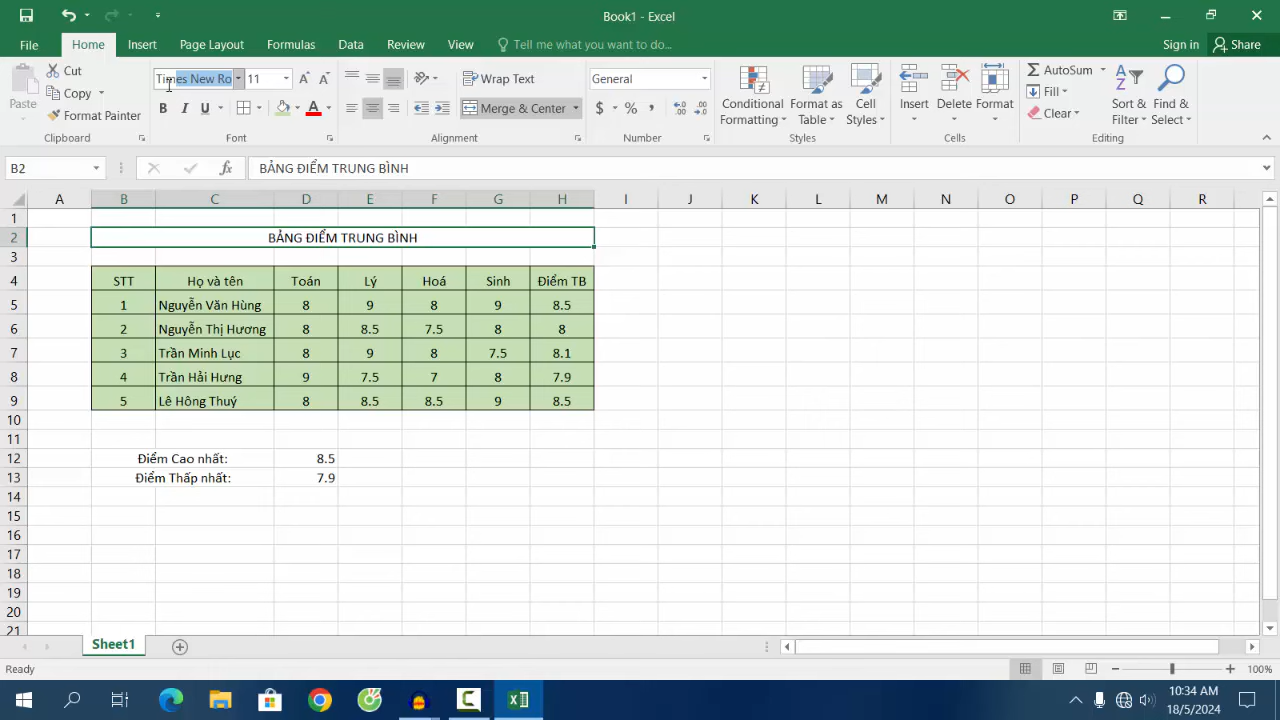 Book1 - Excel
File Home Insert Page Layout Formulas Data Review View Tell me what you want to do... Sign in Share
Paste Cut Copy Format Painter Clipboard
Times New Ro 11 B I U A Font
Wrap Text Merge & Center Alignment
General $ % Number
Conditional Formatting Format as Table Cell Styles Styles
Insert Delete Format Cells
AutoSum Fill Clear Sort & Filter Find & Select Editing
B2 fx BẢNG ĐIỂM TRUNG BÌNH
A B C D E F G H I J K L M N O P Q R
1
2 BẢNG ĐIỂM TRUNG BÌNH
3
4 STT Họ và tên Toán Lý Hoá Sinh Điểm TB
5 1 Nguyễn Văn Hùng 8 9 8 9 8.5
6 2 Nguyễn Thị Hương 8 8.5 7.5 8 8
7 3 Trần Minh Lục 8 9 8 7.5 8.1
8 4 Trần Hải Hưng 9 7.5 7 8 7.9
9 5 Lê Hông Thuý 8 8.5 8.5 9 8.5
10
11
12 Điểm Cao nhất: 8.5
13 Điểm Thấp nhất: 7.9
14
15
16
17
18
19
20
21
Sheet1
Ready 100%
10:34 AM
18/5/2024